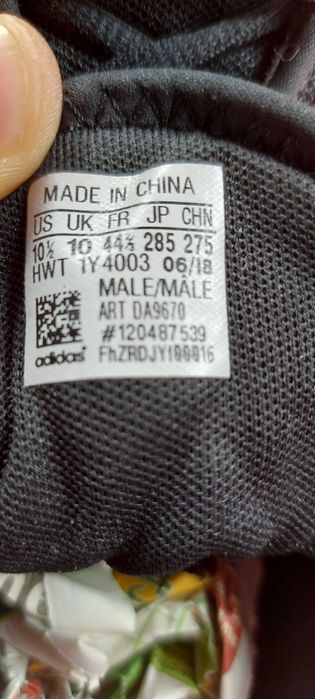 MADE IN CHINA
US UK FR JP CHN
10½ 10 44⅔ 285 275
HWT 1Y4003 06/18
MALE/MALE
ART DA9670
#120487539
adidas